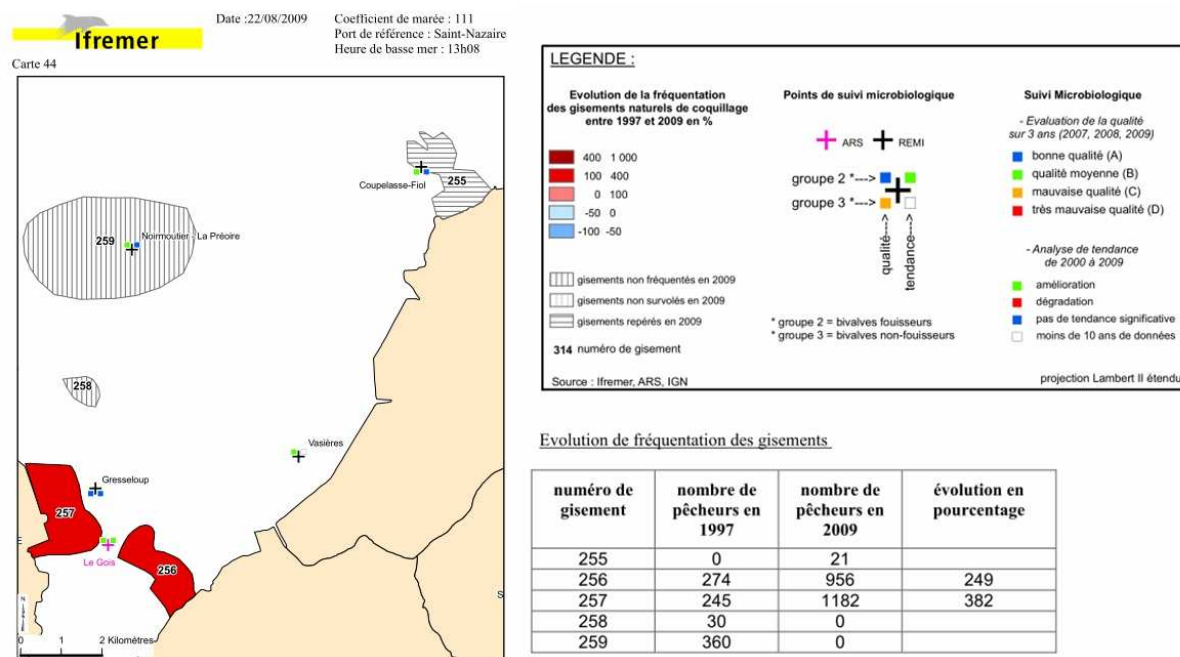 Ifremer
Date :22/08/2009
Coefficient de marée : 111
Port de référence : Saint-Nazaire
Heure de basse mer : 13h08
Carte 44
Coupelasse-Fiol
255
259
Noirmoutier - La Préoire
258
Vasières
Gresseloup
257
Le Gois
256
E
S
N
0 1 2 Kilomètres
LEGENDE :
Evolution de la fréquentation
des gisements naturels de coquillage
entre 1997 et 2009 en %
400 1 000
100 400
0 100
-50 0
-100 -50
gisements non fréquentés en 2009
gisements non survolés en 2009
gisements repérés en 2009
314 numéro de gisement
Source : Ifremer, ARS, IGN
Points de suivi microbiologique
ARS REMI
groupe 2 *--->
groupe 3 *--->
qualité--->
tendance--->
* groupe 2 = bivalves fouisseurs
* groupe 3 = bivalves non-fouisseurs
Suivi Microbiologique
- Evaluation de la qualité
sur 3 ans (2007, 2008, 2009)
bonne qualité (A)
qualité moyenne (B)
mauvaise qualité (C)
très mauvaise qualité (D)
- Analyse de tendance
de 2000 à 2009
amélioration
dégradation
pas de tendance significative
moins de 10 ans de données
projection Lambert II étendu
Evolution de fréquentation des gisements
numéro de gisement nombre de pêcheurs en 1997 nombre de pêcheurs en 2009 évolution en pourcentage
255 0 21
256 274 956 249
257 245 1182 382
258 30 0
259 360 0